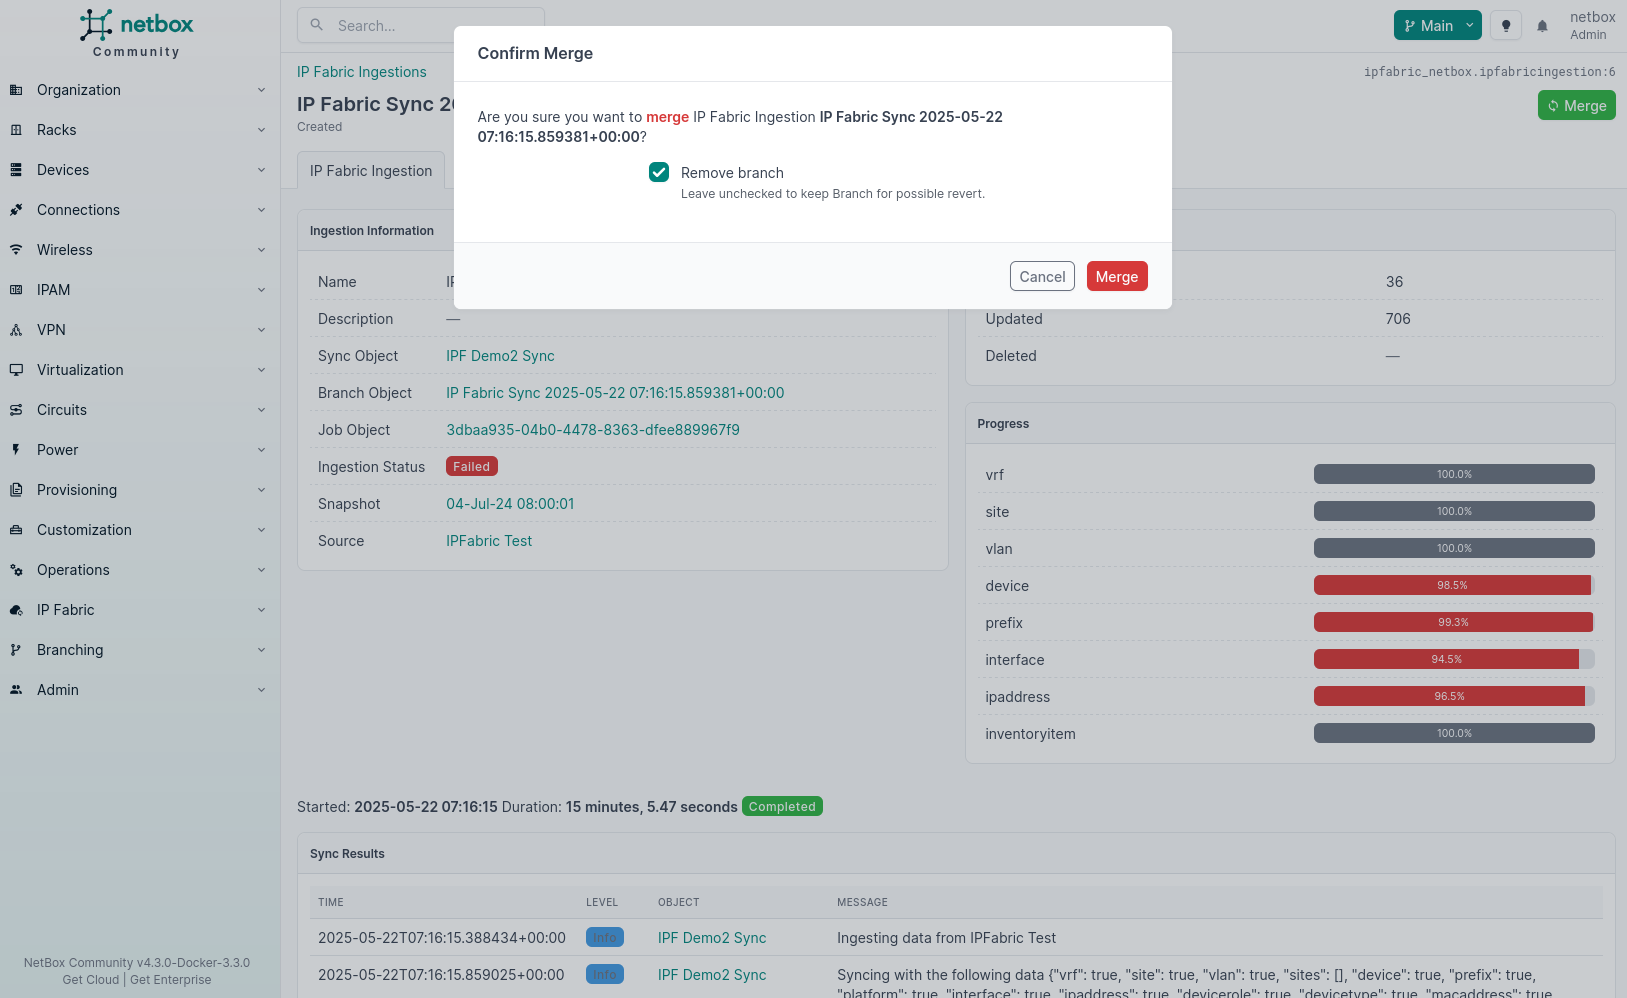 netbox
Community
Search...
Main
netbox
Admin
Organization
Racks
Devices
Connections
Wireless
IPAM
VPN
Virtualization
Circuits
Power
Provisioning
Customization
Operations
IP Fabric
Branching
Admin
NetBox Community v4.3.0-Docker-3.3.0
Get Cloud | Get Enterprise
IP Fabric Ingestions
ipfabric_netbox.ipfabricingestion:6
IP Fabric Sync 20
Merge
Created
IP Fabric Ingestion
Confirm Merge
Are you sure you want to merge IP Fabric Ingestion IP Fabric Sync 2025-05-22
07:16:15.859381+00:00?
Remove branch
Leave unchecked to keep Branch for possible revert.
Cancel
Merge
Ingestion Information
Name
Description —
Sync Object IPF Demo2 Sync
Branch Object IP Fabric Sync 2025-05-22 07:16:15.859381+00:00
Job Object 3dbaa935-04b0-4478-8363-dfee889967f9
Ingestion Status Failed
Snapshot 04-Jul-24 08:00:01
Source IPFabric Test
36
Updated 706
Deleted —
Progress
vrf 100.0%
site 100.0%
vlan 100.0%
device 98.5%
prefix 99.3%
interface 94.5%
ipaddress 96.5%
inventoryitem 100.0%
Started: 2025-05-22 07:16:15 Duration: 15 minutes, 5.47 seconds Completed
Sync Results
TIME LEVEL OBJECT MESSAGE
2025-05-22T07:16:15.388434+00:00 Info IPF Demo2 Sync Ingesting data from IPFabric Test
2025-05-22T07:16:15.859025+00:00 Info IPF Demo2 Sync Syncing with the following data {"vrf": true, "site": true, "vlan": true, "sites": [], "device": true, "prefix": true,
"platform": true, "interface": true, "ipaddress": true, "devicerole": true, "devicetype": true, "macaddress": true,